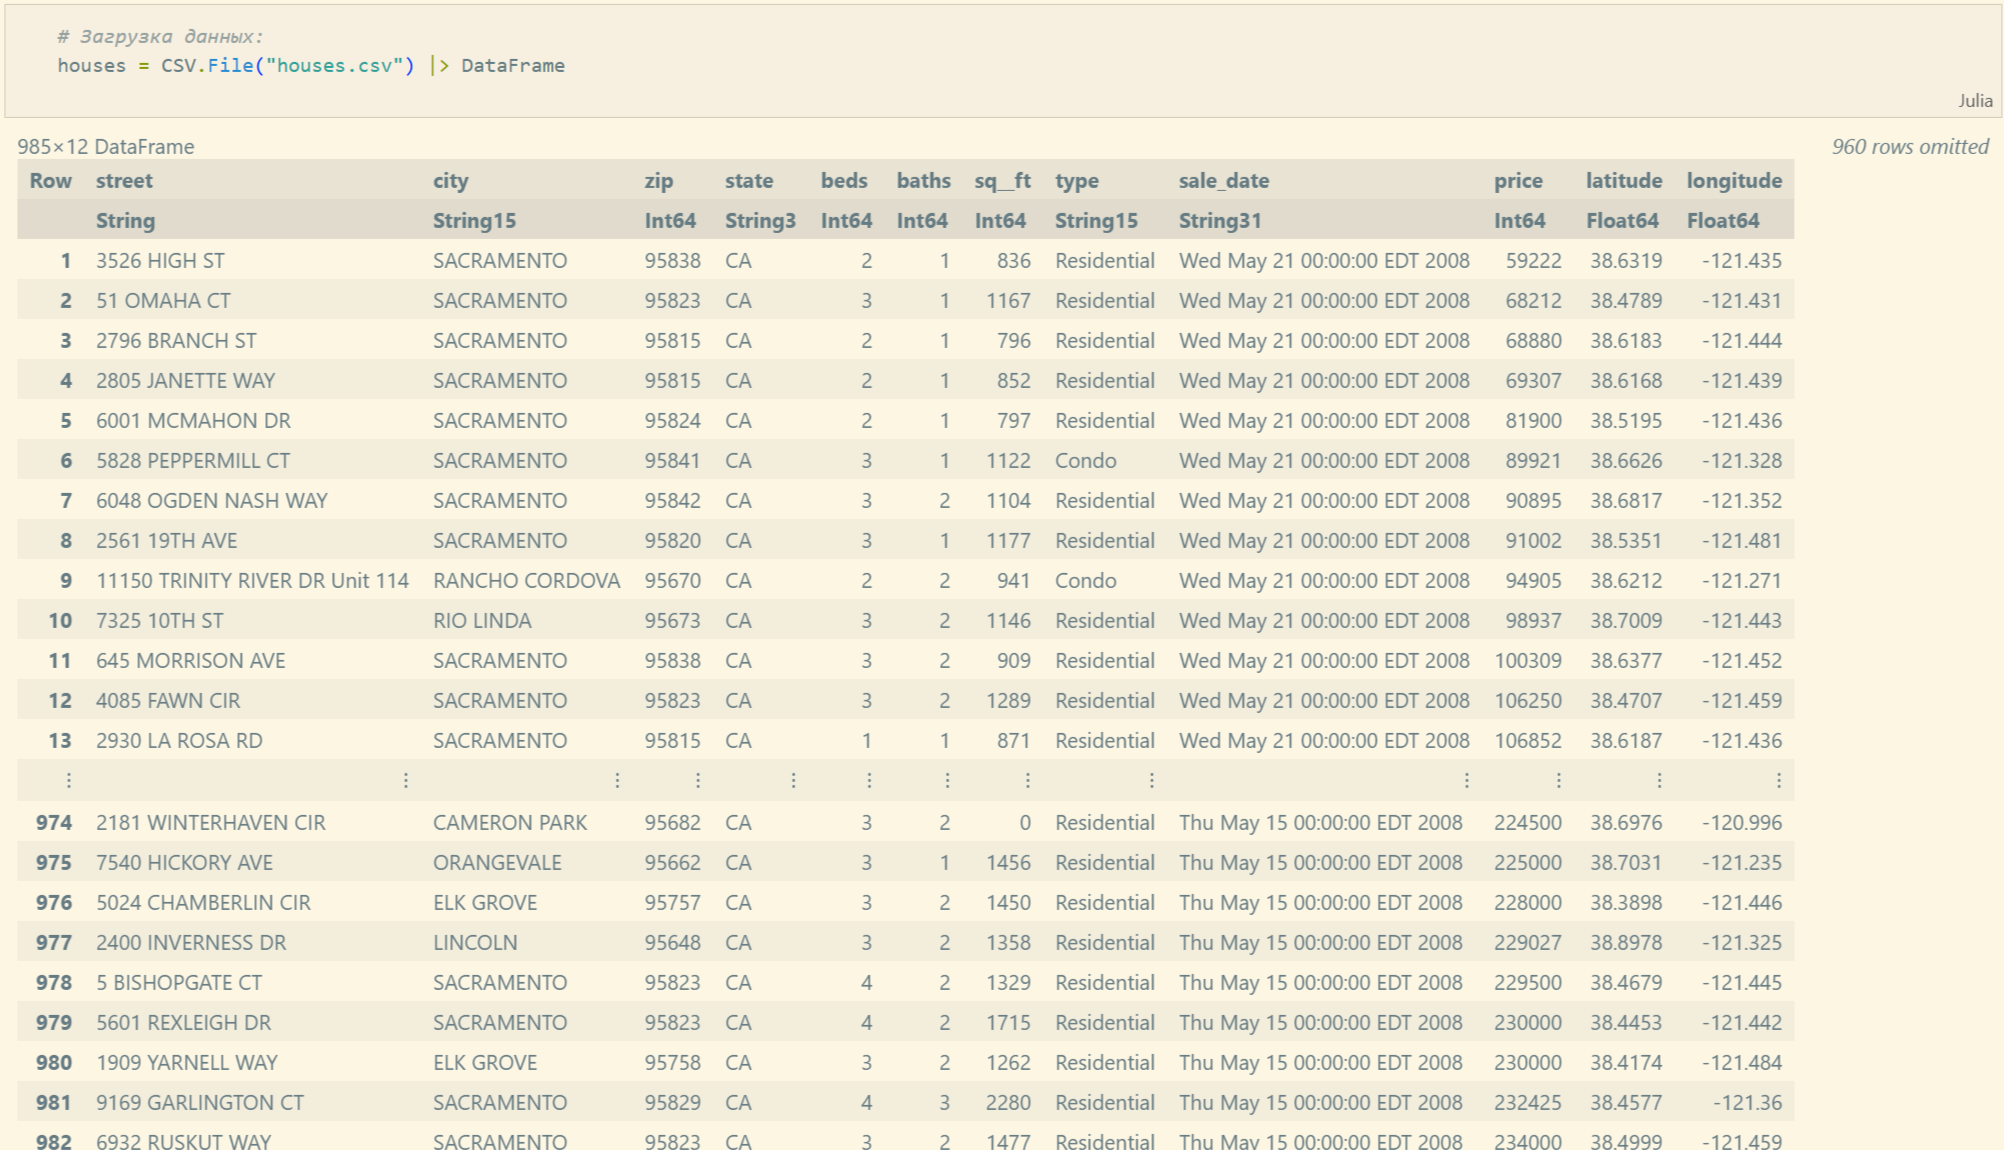 # Загрузка данных:
houses = CSV.File("houses.csv") |> DataFrame
Julia
985×12 DataFrame 960 rows omitted
Row street city zip state beds baths sq__ft type sale_date price latitude longitude
String String15 Int64 String3 Int64 Int64 Int64 String15 String31 Int64 Float64 Float64
1 3526 HIGH ST SACRAMENTO 95838 CA 2 1 836 Residential Wed May 21 00:00:00 EDT 2008 59222 38.6319 -121.435
2 51 OMAHA CT SACRAMENTO 95823 CA 3 1 1167 Residential Wed May 21 00:00:00 EDT 2008 68212 38.4789 -121.431
3 2796 BRANCH ST SACRAMENTO 95815 CA 2 1 796 Residential Wed May 21 00:00:00 EDT 2008 68880 38.6183 -121.444
4 2805 JANETTE WAY SACRAMENTO 95815 CA 2 1 852 Residential Wed May 21 00:00:00 EDT 2008 69307 38.6168 -121.439
5 6001 MCMAHON DR SACRAMENTO 95824 CA 2 1 797 Residential Wed May 21 00:00:00 EDT 2008 81900 38.5195 -121.436
6 5828 PEPPERMILL CT SACRAMENTO 95841 CA 3 1 1122 Condo Wed May 21 00:00:00 EDT 2008 89921 38.6626 -121.328
7 6048 OGDEN NASH WAY SACRAMENTO 95842 CA 3 2 1104 Residential Wed May 21 00:00:00 EDT 2008 90895 38.6817 -121.352
8 2561 19TH AVE SACRAMENTO 95820 CA 3 1 1177 Residential Wed May 21 00:00:00 EDT 2008 91002 38.5351 -121.481
9 11150 TRINITY RIVER DR Unit 114 RANCHO CORDOVA 95670 CA 2 2 941 Condo Wed May 21 00:00:00 EDT 2008 94905 38.6212 -121.271
10 7325 10TH ST RIO LINDA 95673 CA 3 2 1146 Residential Wed May 21 00:00:00 EDT 2008 98937 38.7009 -121.443
11 645 MORRISON AVE SACRAMENTO 95838 CA 3 2 909 Residential Wed May 21 00:00:00 EDT 2008 100309 38.6377 -121.452
12 4085 FAWN CIR SACRAMENTO 95823 CA 3 2 1289 Residential Wed May 21 00:00:00 EDT 2008 106250 38.4707 -121.459
13 2930 LA ROSA RD SACRAMENTO 95815 CA 1 1 871 Residential Wed May 21 00:00:00 EDT 2008 106852 38.6187 -121.436
⋮ ⋮ ⋮ ⋮ ⋮ ⋮ ⋮ ⋮ ⋮ ⋮ ⋮ ⋮ ⋮
974 2181 WINTERHAVEN CIR CAMERON PARK 95682 CA 3 2 0 Residential Thu May 15 00:00:00 EDT 2008 224500 38.6976 -120.996
975 7540 HICKORY AVE ORANGEVALE 95662 CA 3 1 1456 Residential Thu May 15 00:00:00 EDT 2008 225000 38.7031 -121.235
976 5024 CHAMBERLIN CIR ELK GROVE 95757 CA 3 2 1450 Residential Thu May 15 00:00:00 EDT 2008 228000 38.3898 -121.446
977 2400 INVERNESS DR LINCOLN 95648 CA 3 2 1358 Residential Thu May 15 00:00:00 EDT 2008 229027 38.8978 -121.325
978 5 BISHOPGATE CT SACRAMENTO 95823 CA 4 2 1329 Residential Thu May 15 00:00:00 EDT 2008 229500 38.4679 -121.445
979 5601 REXLEIGH DR SACRAMENTO 95823 CA 4 2 1715 Residential Thu May 15 00:00:00 EDT 2008 230000 38.4453 -121.442
980 1909 YARNELL WAY ELK GROVE 95758 CA 3 2 1262 Residential Thu May 15 00:00:00 EDT 2008 230000 38.4174 -121.484
981 9169 GARLINGTON CT SACRAMENTO 95829 CA 4 3 2280 Residential Thu May 15 00:00:00 EDT 2008 232425 38.4577 -121.36
982 6932 RUSKUT WAY SACRAMENTO 95823 CA 3 2 1477 Residential Thu May 15 00:00:00 EDT 2008 234000 38.4999 -121.459